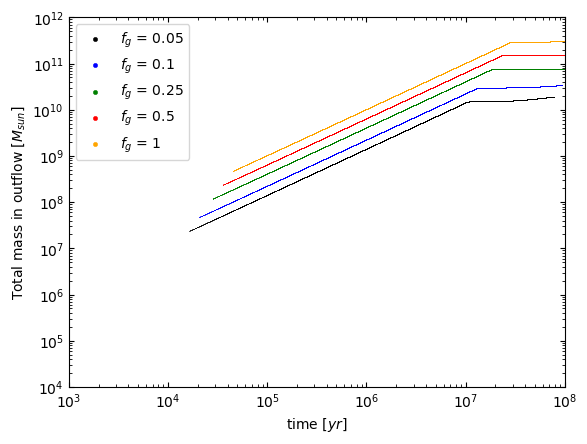 10^12
10^11
10^10
10^9
10^8
10^7
10^6
10^5
10^4
Total mass in outflow [M_sun]
f_g = 0.05
f_g = 0.1
f_g = 0.25
f_g = 0.5
f_g = 1
10^3 10^4 10^5 10^6 10^7 10^8
time [yr]